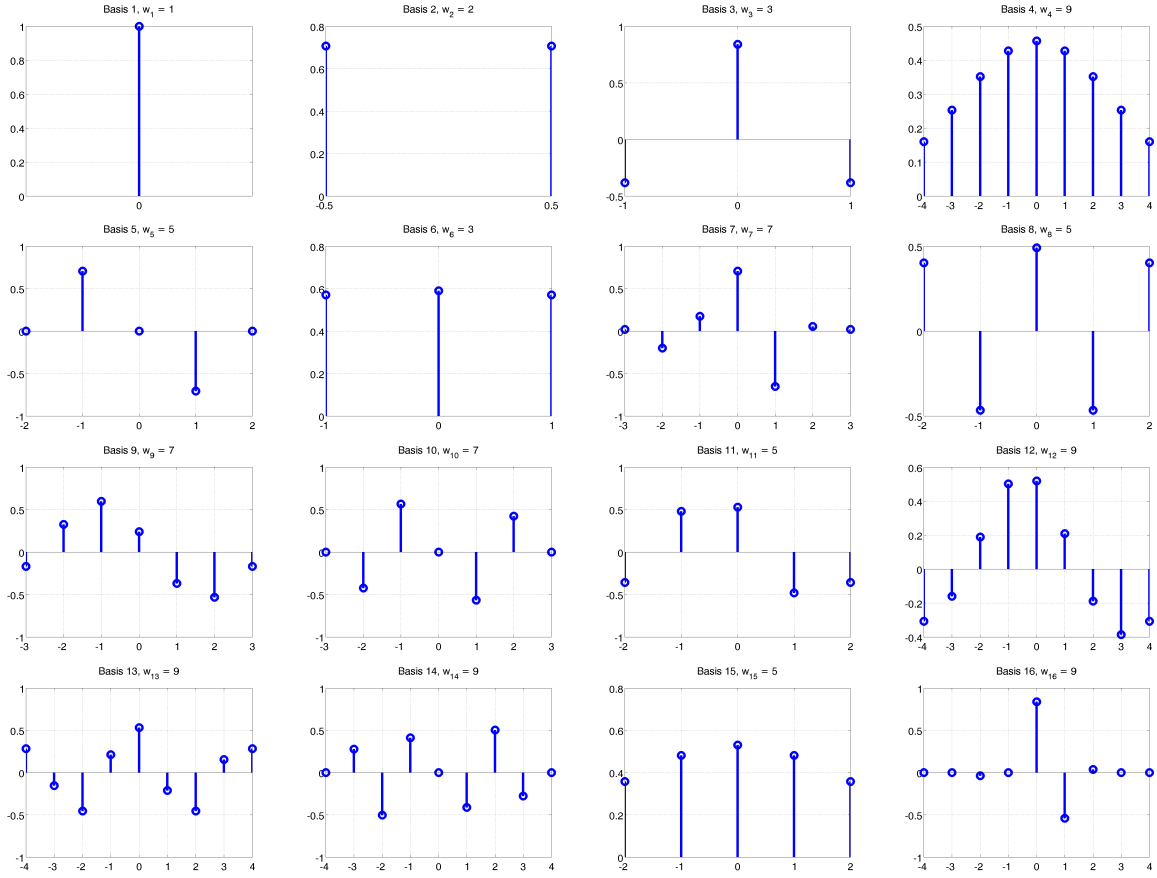 Basis 1, w1 = 1
1
0.8
0.6
0.4
0.2
0
0
Basis 2, w2 = 2
0.8
0.6
0.4
0.2
0
-0.5
0.5
Basis 3, w3 = 3
1
0.5
0
-0.5
-1
0
1
Basis 4, w4 = 9
0.5
0.4
0.3
0.2
0.1
0
-4 -3 -2 -1 0 1 2 3 4
Basis 5, w5 = 5
1
0.5
0
-0.5
-1
-2 -1 0 1 2
Basis 6, w6 = 3
0.8
0.6
0.4
0.2
0
-1 0 1
Basis 7, w7 = 7
1
0.5
0
-0.5
-1
-3 -2 -1 0 1 2 3
Basis 8, w8 = 5
0.5
0
-0.5
-2 -1 0 1 2
Basis 9, w9 = 7
1
0.5
0
-0.5
-1
-3 -2 -1 0 1 2 3
Basis 10, w10 = 7
1
0.5
0
-0.5
-1
-3 -2 -1 0 1 2 3
Basis 11, w11 = 5
1
0.5
0
-0.5
-1
-2 -1 0 1 2
Basis 12, w12 = 9
0.6
0.4
0.2
0
-0.2
-0.4
-4 -3 -2 -1 0 1 2 3 4
Basis 13, w13 = 9
1
0.5
0
-0.5
-1
-4 -3 -2 -1 0 1 2 3 4
Basis 14, w14 = 9
1
0.5
0
-0.5
-1
-4 -3 -2 -1 0 1 2 3 4
Basis 15, w15 = 5
0.8
0.6
0.4
0.2
0
-2 -1 0 1 2
Basis 16, w16 = 9
1
0.5
0
-0.5
-1
-4 -3 -2 -1 0 1 2 3 4